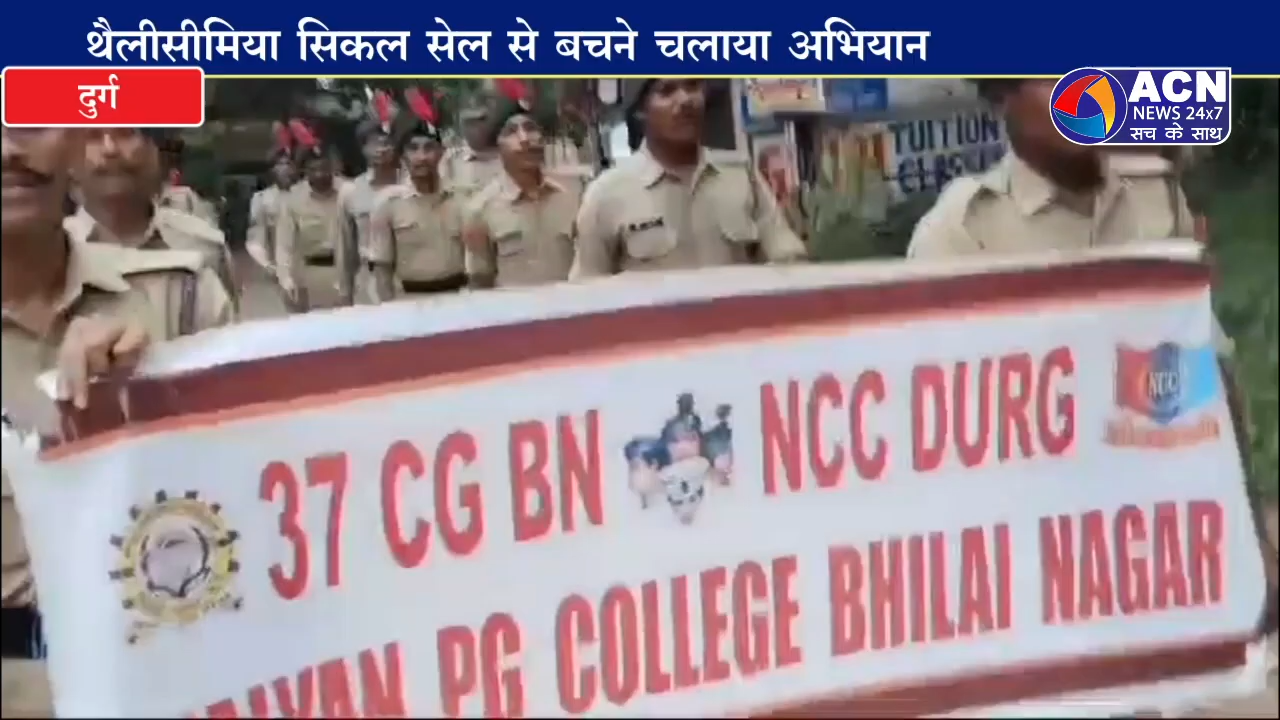 थैलीसीमिया सिकल सेल से बचने चलाया अभियान
दुर्ग
ACN
NEWS 24x7
सच के साथ
TUITION
CLASSES
37 CG BN NCC DURG
NCC
PG COLLEGE BHILAI NAGAR